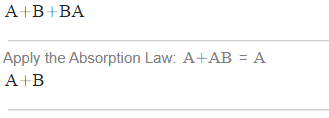 A+B+BA
Apply the Absorption Law: A+AB = A
A+B